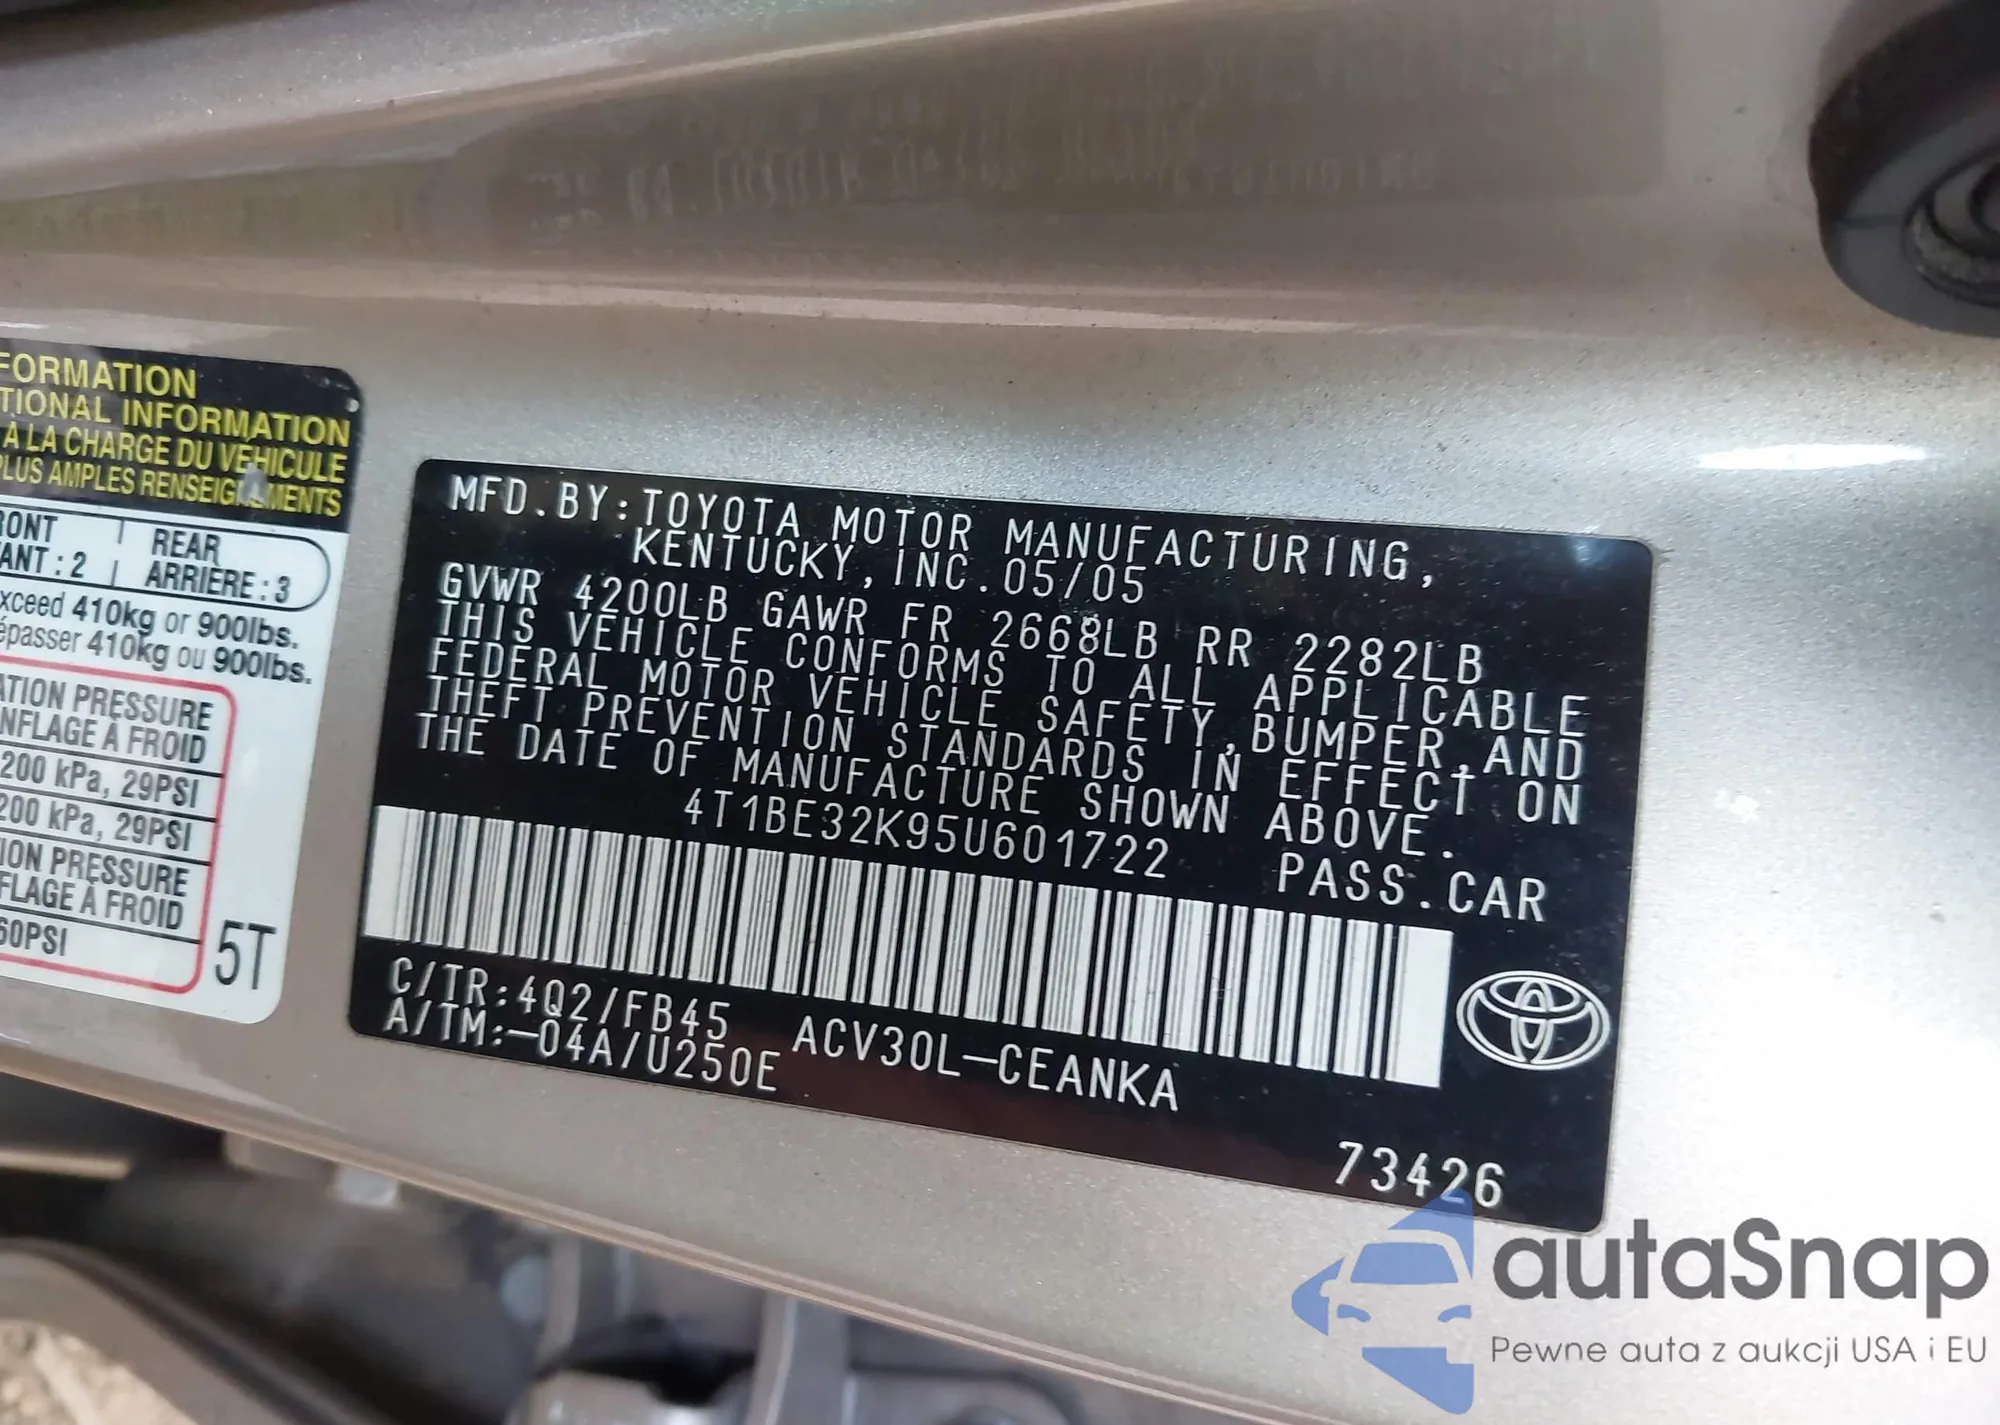 FORMATION
TIONAL INFORMATION
À LA CHARGE DU VÉHICULE
PLUS AMPLES RENSEIGNEMENTS
RONT
REAR
ANT : 2
ARRIÈRE : 3
xceed 410kg or 900lbs.
épasser 410kg ou 900lbs.
ATION PRESSURE
NFLAGE À FROID
200 kPa, 29PSI
200 kPa, 29PSI
ION PRESSURE
FLAGE À FROID
60PSI
5T
MFD. BY: TOYOTA MOTOR MANUFACTURING,
KENTUCKY, INC. 05/05
GVWR 4200LB GAWR FR 2668LB RR 2282LB
THIS VEHICLE CONFORMS TO ALL APPLICABLE
FEDERAL MOTOR VEHICLE SAFETY, BUMPER, AND
THEFT PREVENTION STANDARDS IN EFFECT ON
THE DATE OF MANUFACTURE SHOWN ABOVE.
4T1BE32K95U601722 PASS. CAR
C/TR: 4Q2/FB45 ACV30L-CEANKA
A/TM: -04A/U250E
73426
autaSnap
Pewne auta z aukcji USA i EU